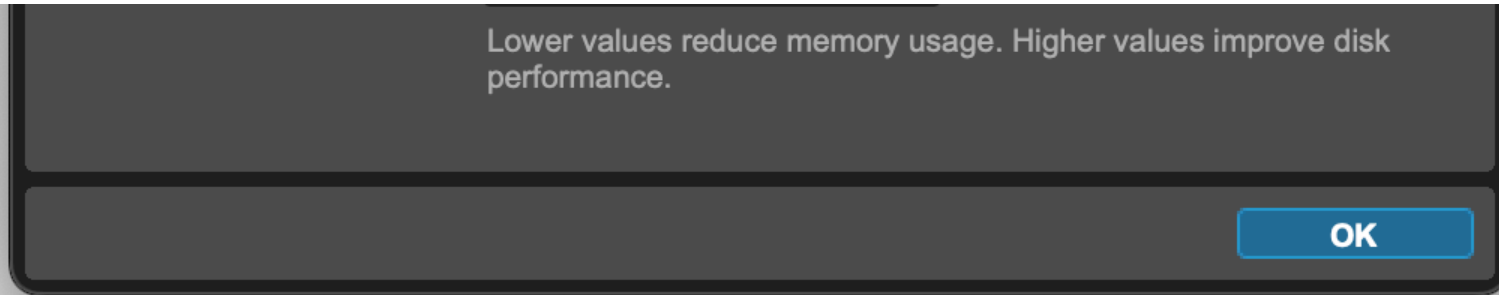 Lower values reduce memory usage. Higher values improve disk
performance.
OK